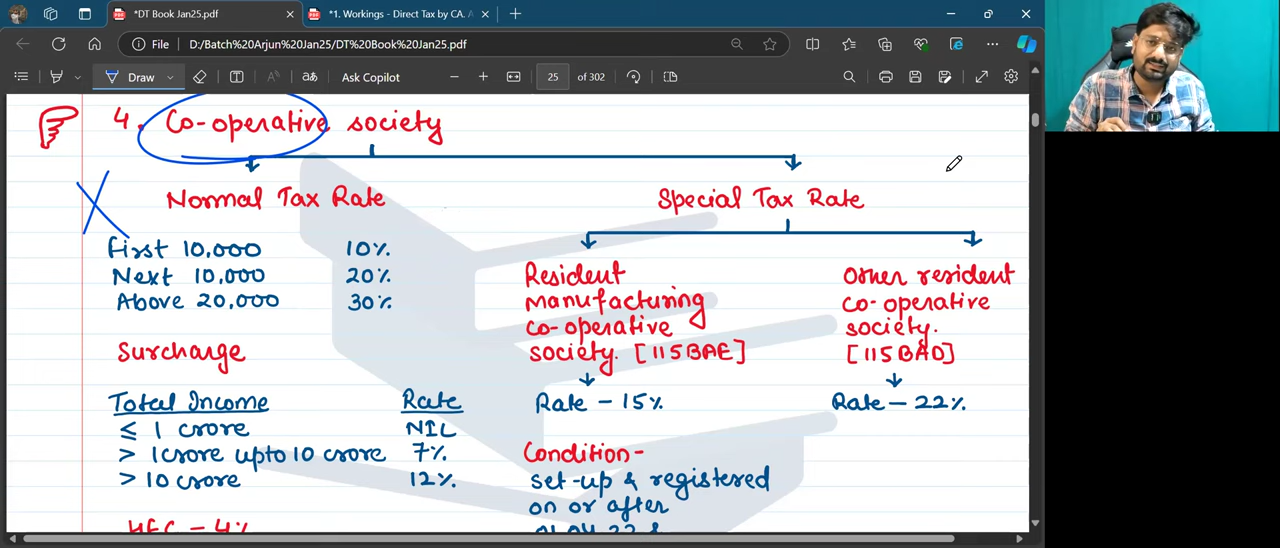 *DT Book Jan25.pdf
*1. Workings - Direct Tax by CA. A
File
D:/Batch%20Arjun%20Jan25/DT%20Book%20Jan25.pdf
Draw
Ask Copilot
25 of 302
4. Co-operative society
Normal Tax Rate
Special Tax Rate
First 10,000 10%
Next 10,000 20%
Above 20,000 30%
Surcharge
Total Income Rate
≤ 1 crore NIL
> 1crore upto 10 crore 7%
> 10 crore 12%
HEC - 4%
Resident
manufacturing
co-operative
society. [115BAE]
Rate - 15%
Condition-
set-up & registered
on or after
Other resident
co-operative
society.
[115BAD]
Rate - 22%